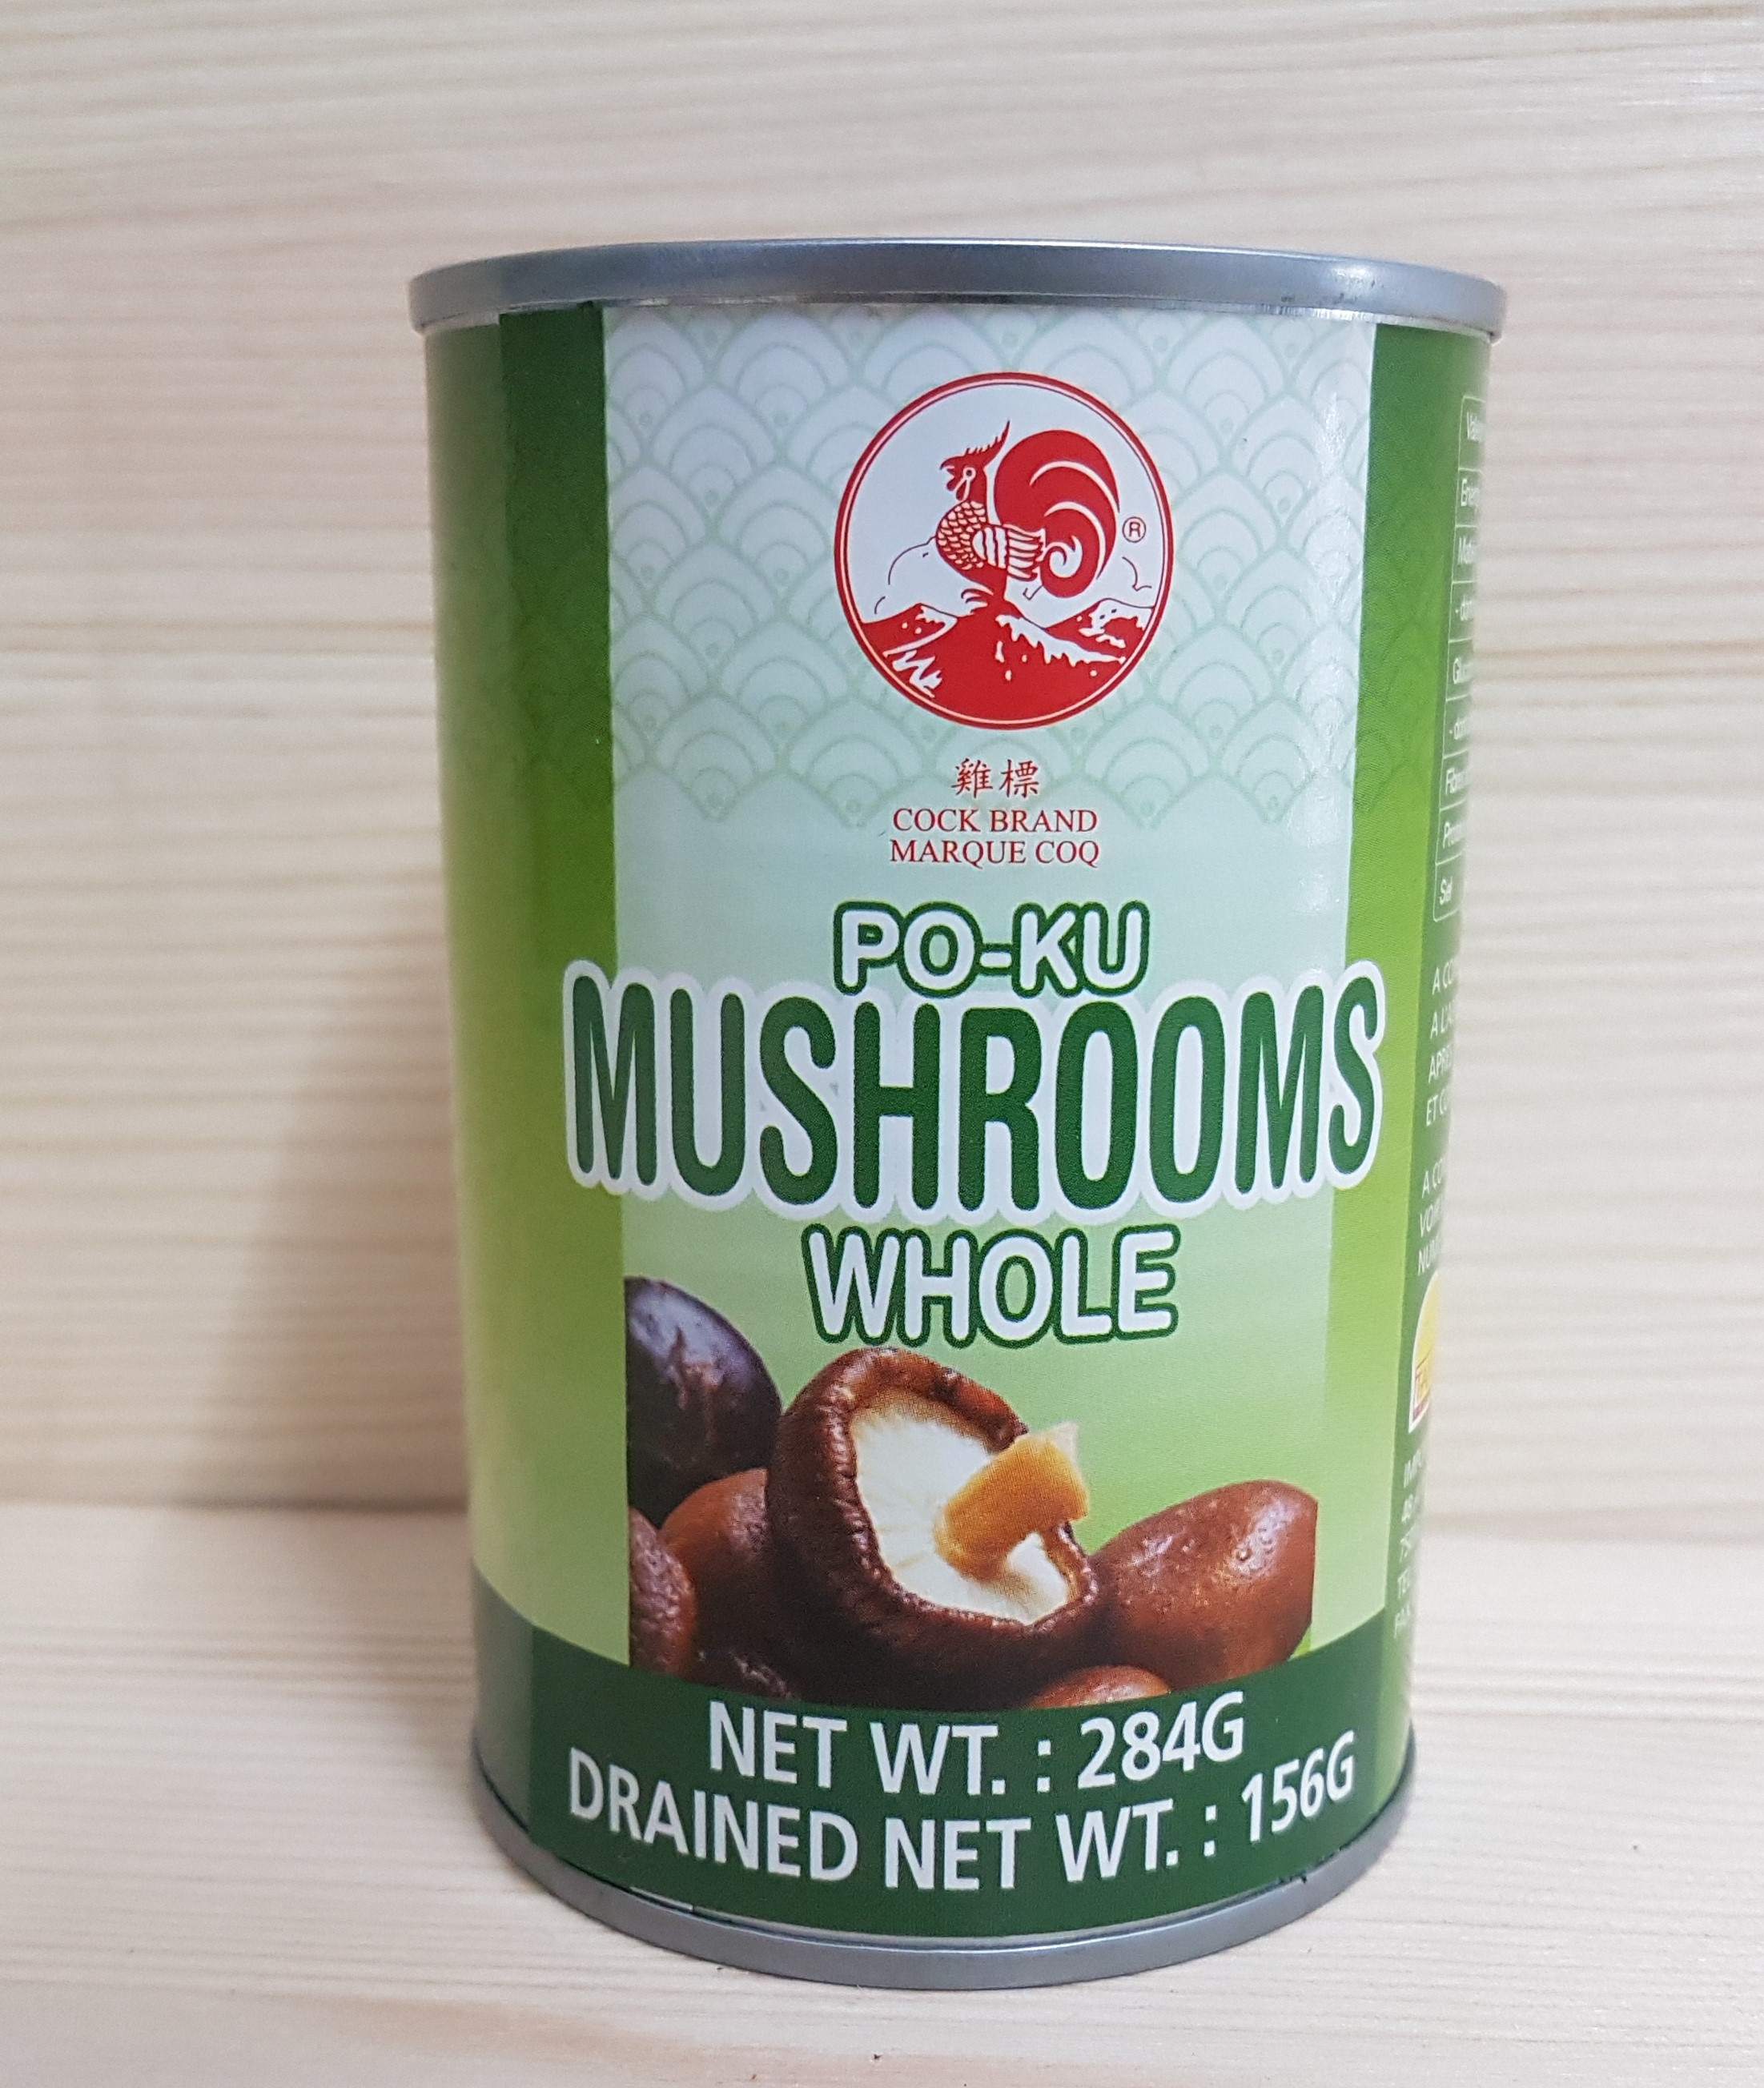 ®
雞標
COCK BRAND
MARQUE COQ
PO-KU
MUSHROOMS
WHOLE
NET WT. : 284G
DRAINED NET WT. : 156G